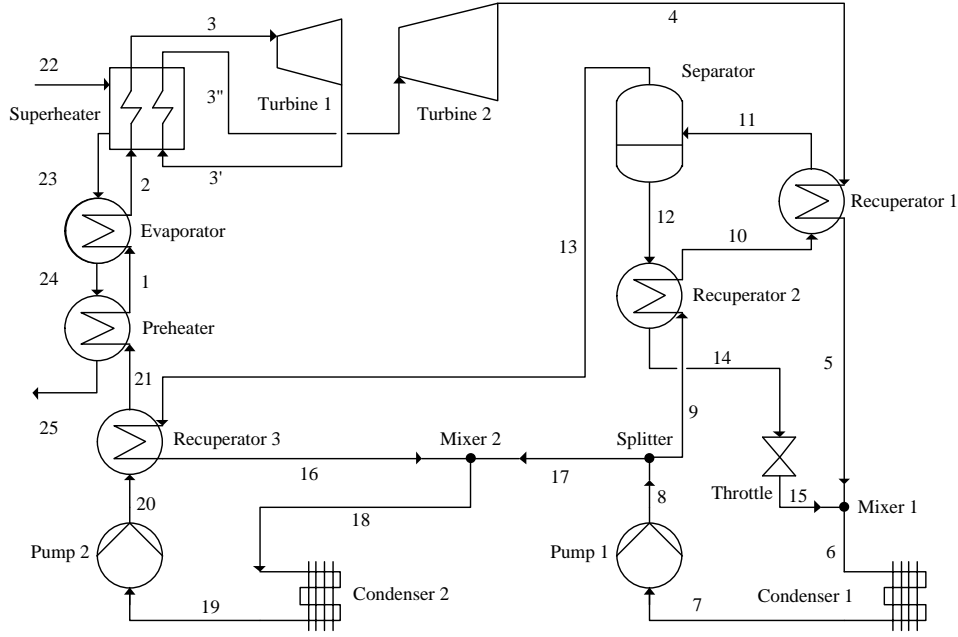 3
4
22
Superheater
3"
Turbine 1
Turbine 2
Separator
11
23
2
3'
12
13
Recuperator 1
Evaporator
10
24
1
Recuperator 2
Preheater
14
5
21
9
25
Recuperator 3
Mixer 2
Splitter
16
17
Throttle
15
Mixer 1
20
18
8
Pump 2
Pump 1
6
Condenser 2
Condenser 1
19
7